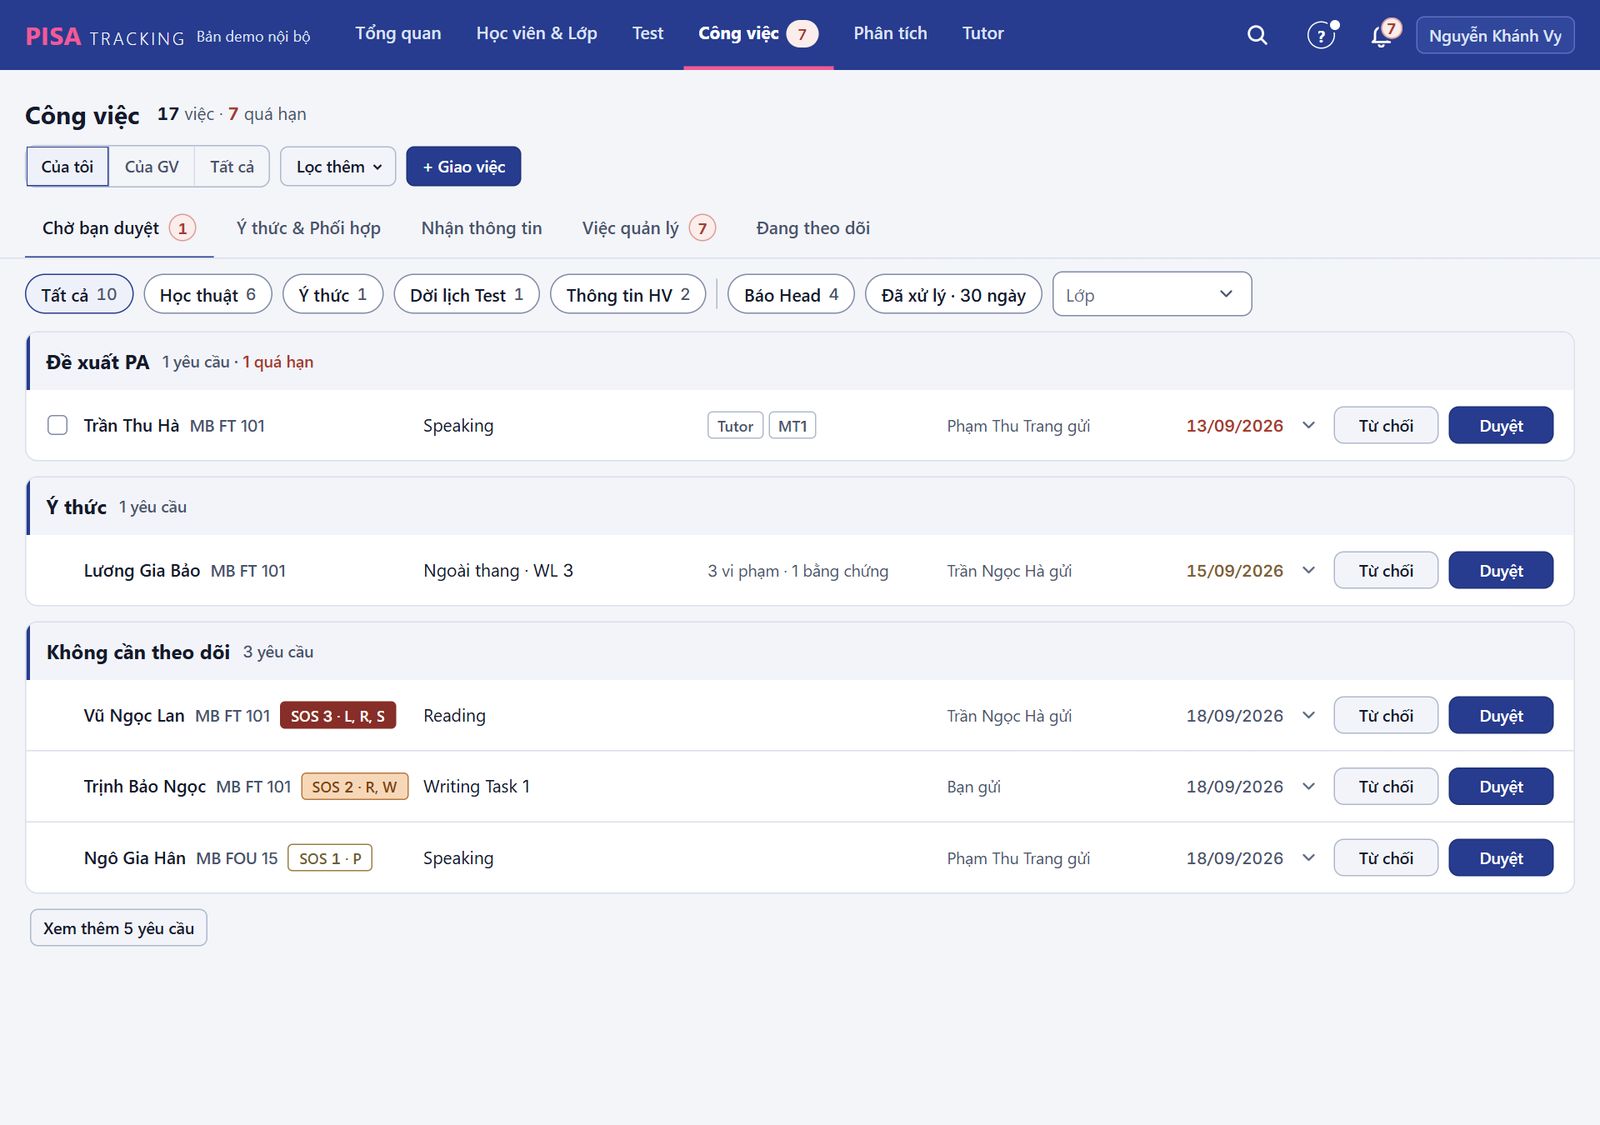 PISA TRACKING Bản demo nội bộ Tổng quan Học viên & Lớp Test Công việc 7 Phân tích Tutor ? 7 Nguyễn Khánh Vy
Công việc 17 việc · 7 quá hạn
Của tôi Của GV Tất cả Lọc thêm + Giao việc
Chờ bạn duyệt 1 Ý thức & Phối hợp Nhận thông tin Việc quản lý 7 Đang theo dõi
Tất cả 10 Học thuật 6 Ý thức 1 Dời lịch Test 1 Thông tin HV 2 Báo Head 4 Đã xử lý · 30 ngày Lớp
Đề xuất PA 1 yêu cầu · 1 quá hạn
Trần Thu Hà MB FT 101 Speaking Tutor MT1 Phạm Thu Trang gửi 13/09/2026 Từ chối Duyệt
Ý thức 1 yêu cầu
Lương Gia Bảo MB FT 101 Ngoài thang · WL 3 3 vi phạm · 1 bằng chứng Trần Ngọc Hà gửi 15/09/2026 Từ chối Duyệt
Không cần theo dõi 3 yêu cầu
Vũ Ngọc Lan MB FT 101 SOS 3 · L, R, S Reading Trần Ngọc Hà gửi 18/09/2026 Từ chối Duyệt
Trịnh Bảo Ngọc MB FT 101 SOS 2 · R, W Writing Task 1 Bạn gửi 18/09/2026 Từ chối Duyệt
Ngô Gia Hân MB FOU 15 SOS 1 · P Speaking Phạm Thu Trang gửi 18/09/2026 Từ chối Duyệt
Xem thêm 5 yêu cầu